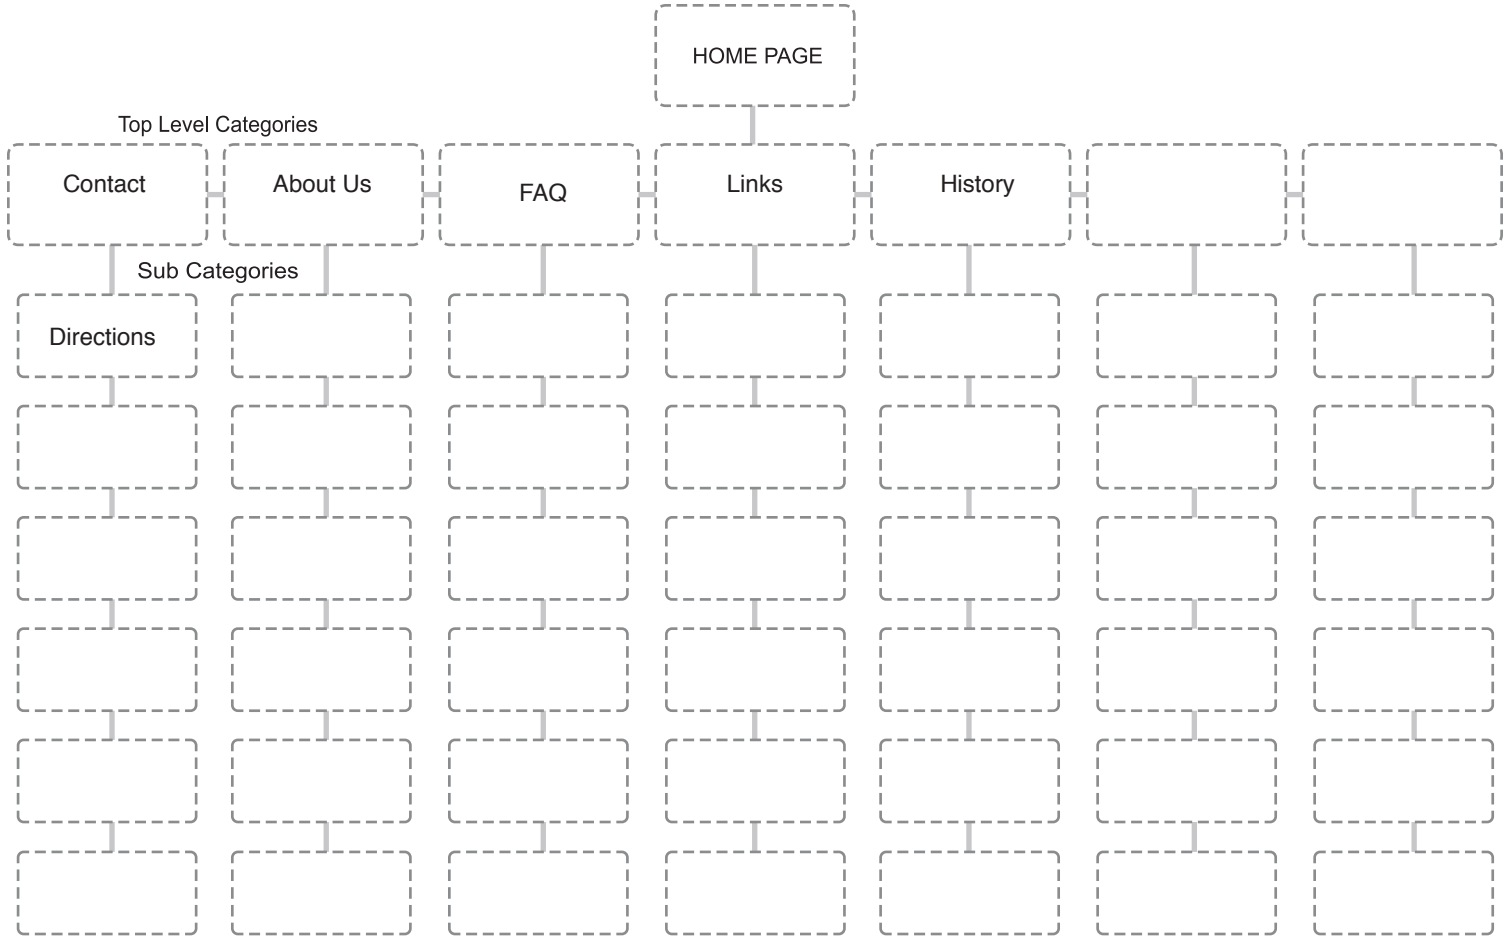 HOME PAGE
Top Level Categories
Contact
About Us
FAQ
Links
History
Sub Categories
Directions